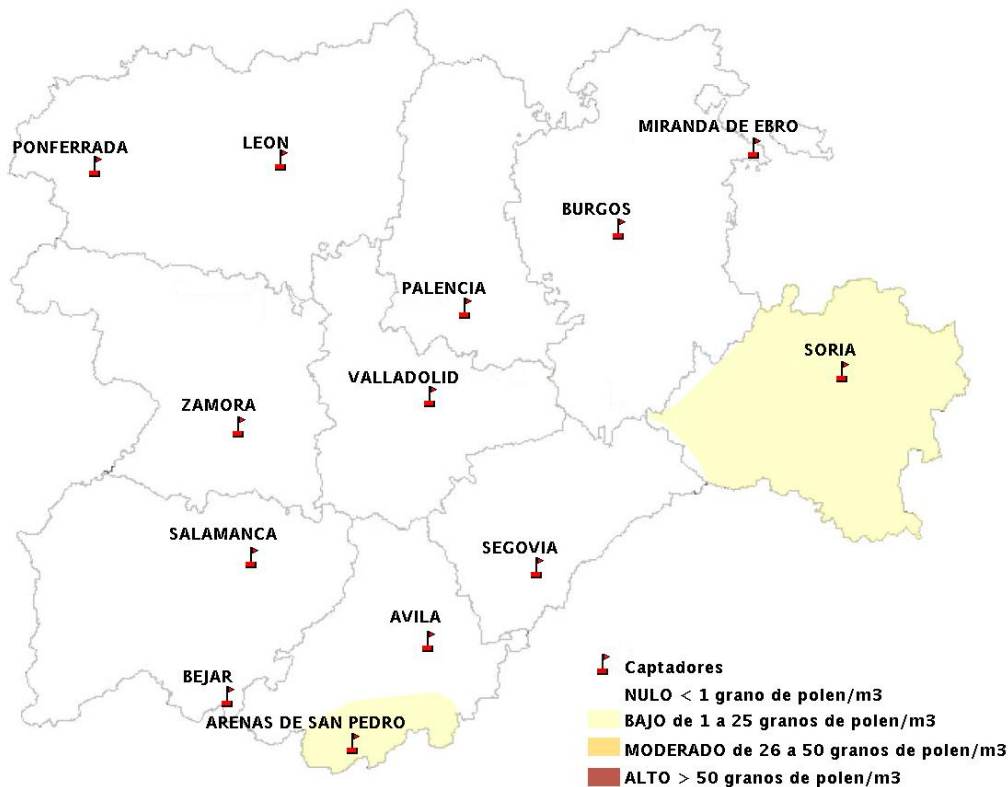 MIRANDA DE EBRO
PONFERRADA
LEON
BURGOS
PALENCIA
SORIA
VALLADOLID
ZAMORA
SALAMANCA
SEGOVIA
AVILA
BEJAR
ARENAS DE SAN PEDRO
Captadores
NULO < 1 grano de polen/m3
BAJO de 1 a 25 granos de polen/m3
MODERADO de 26 a 50 granos de polen/m3
ALTO > 50 granos de polen/m3